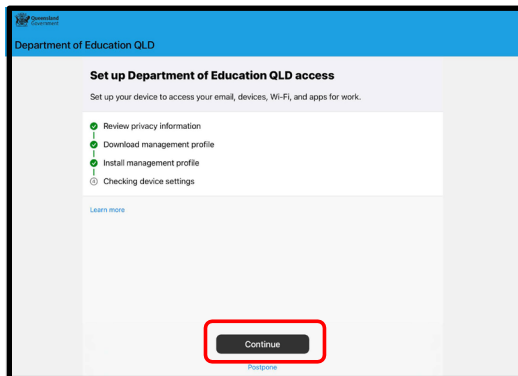 Queensland
Government
Department of Education QLD
Set up Department of Education QLD access
Set up your device to access your email, devices, Wi-Fi, and apps for work.
Review privacy information
Download management profile
Install management profile
Checking device settings
Learn more
Continue
Postpone